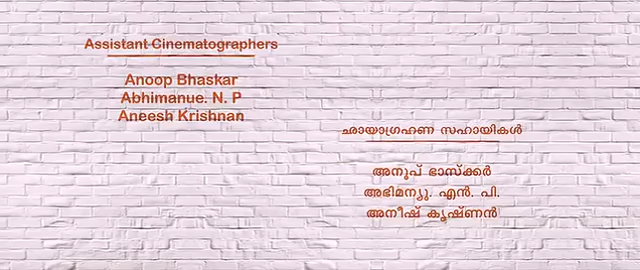 Assistant Cinematographers
Anoop Bhaskar
Abhimanue. N. P
Aneesh Krishnan
ഛായാഗ്രഹണ സഹായികൾ
അനൂപ് ഭാസ്ക്കർ
അഭിമന്യു. എൻ. പി.
അനീഷ് കൃഷ്ണൻ